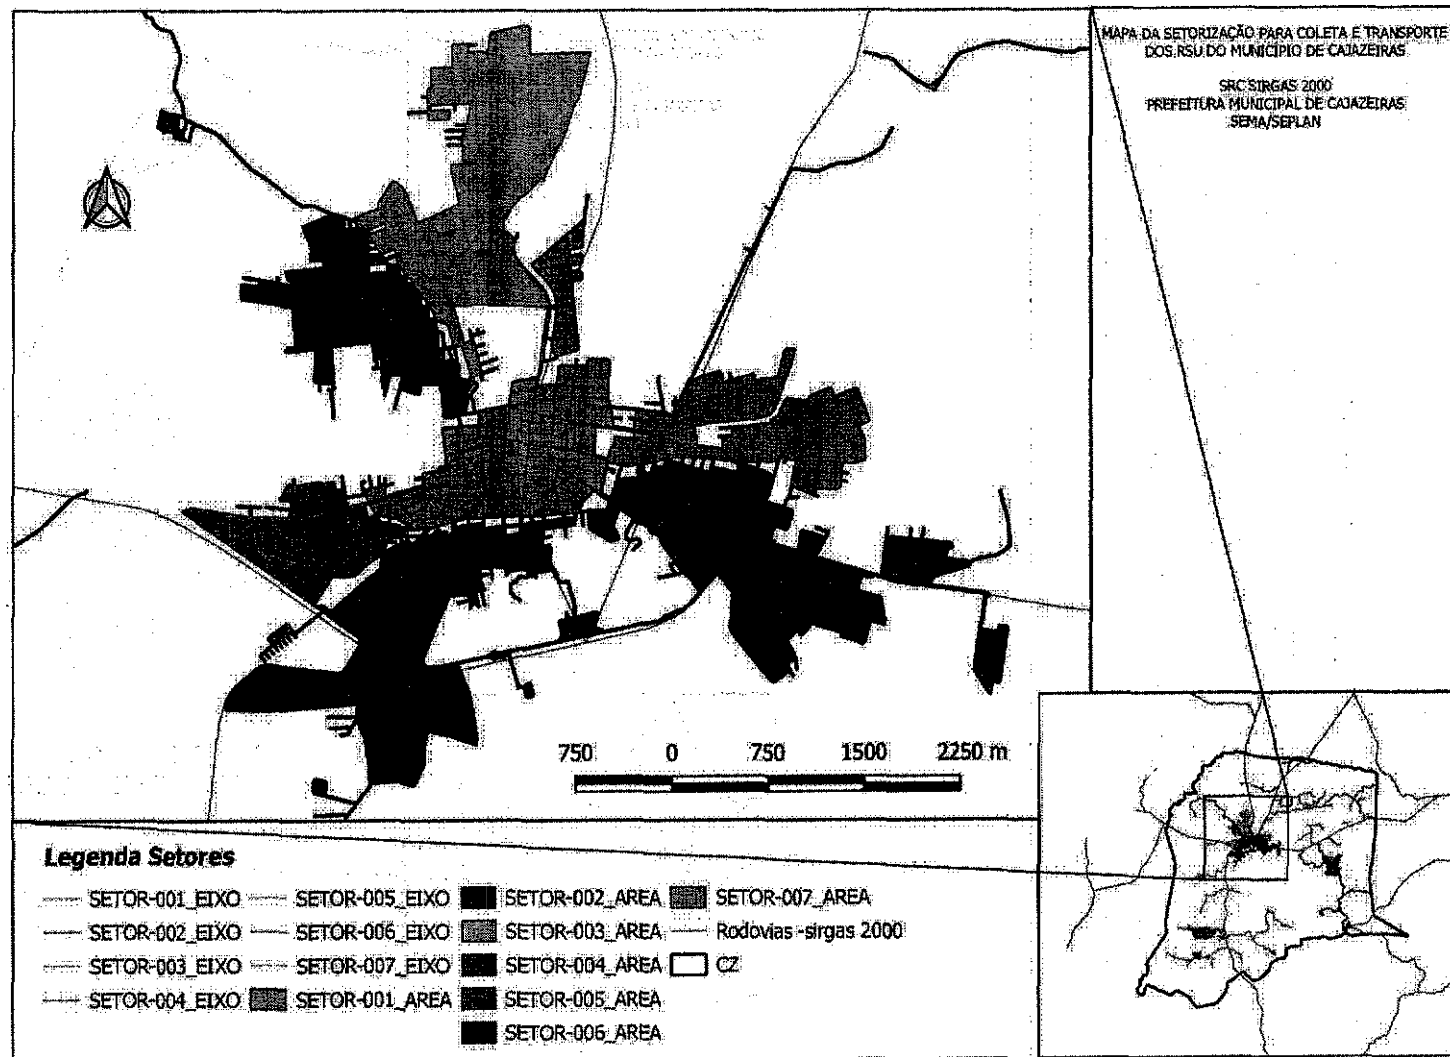 MAPA DA SETORIZAÇÃO PARA COLETA E TRANSPORTE
DOS RSU DO MUNICÍPIO DE CAJAZEIRAS
SRC SIRGAS 2000
PREFEITURA MUNICIPAL DE CAJAZEIRAS
SEMA/SEPLAN
750 0 750 1500 2250 m
Legenda Setores
SETOR-001_EIXO SETOR-005_EIXO SETOR-002_AREA SETOR-007_AREA
SETOR-002_EIXO SETOR-006_EIXO SETOR-003_AREA Rodovias -sirgas 2000
SETOR-003_EIXO SETOR-007_EIXO SETOR-004_AREA CZ
SETOR-004_EIXO SETOR-001_AREA SETOR-005_AREA
SETOR-006_AREA